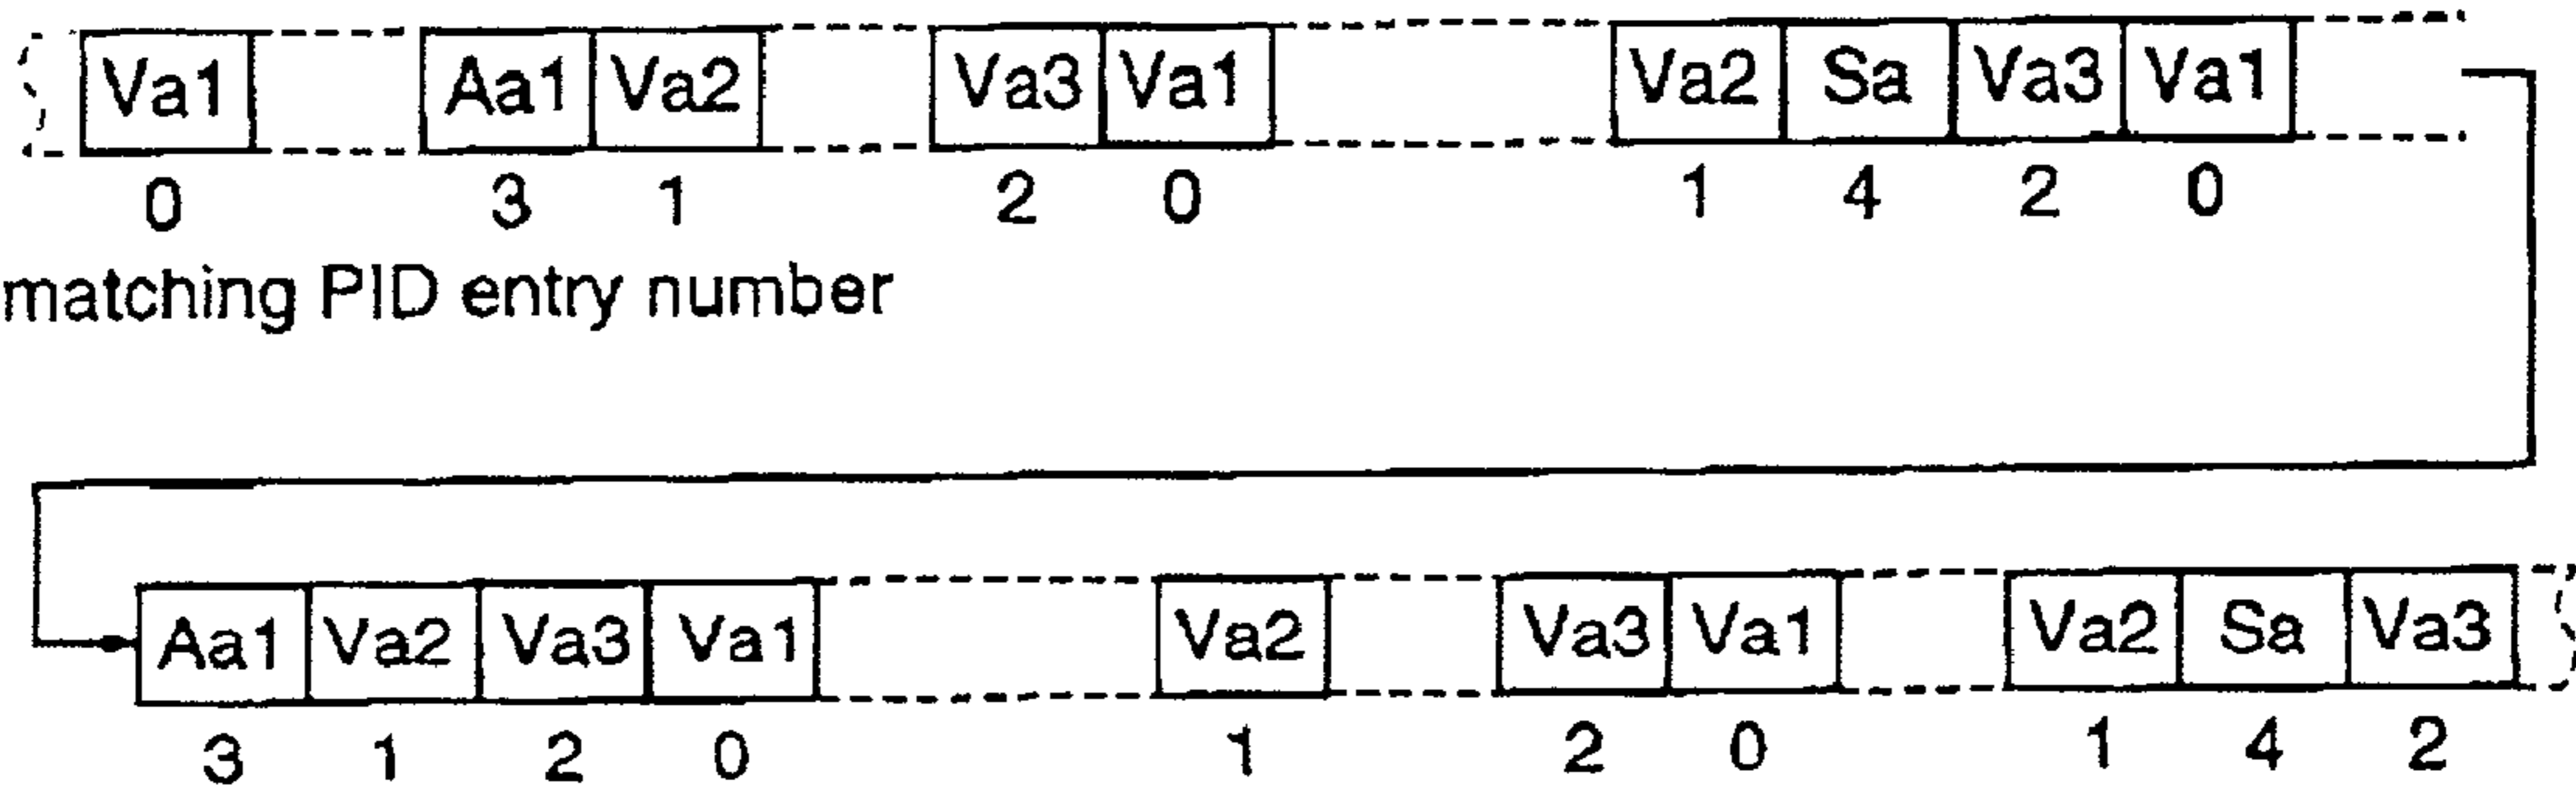 Va1 Aa1 Va2 Va3 Va1 Va2 Sa Va3 Va1
0 3 1 2 0 1 4 2 0
matching PID entry number
Aa1 Va2 Va3 Va1 Va2 Va3 Va1 Va2 Sa Va3
3 1 2 0 1 2 0 1 4 2